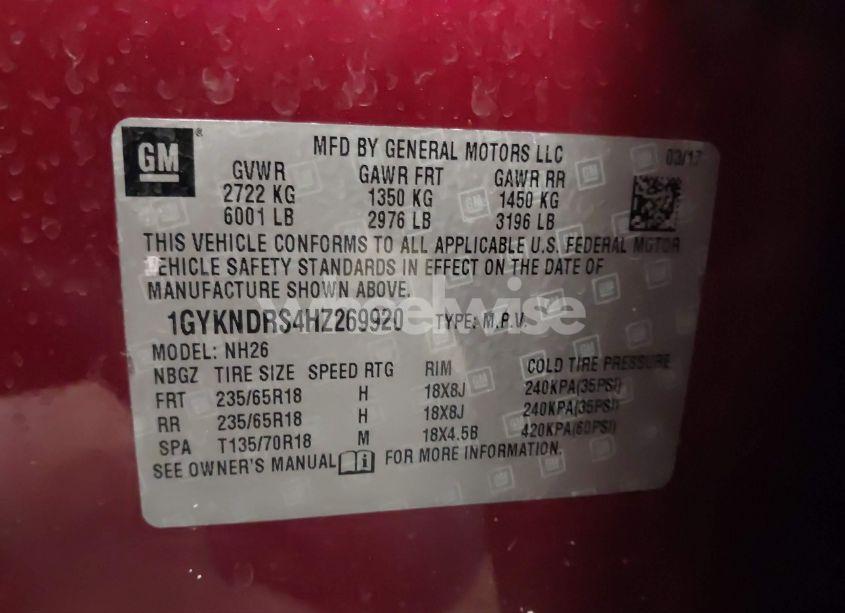 GM ®
MFD BY GENERAL MOTORS LLC 03/17
GVWR GAWR FRT GAWR RR
2722 KG 1350 KG 1450 KG
6001 LB 2976 LB 3196 LB
THIS VEHICLE CONFORMS TO ALL APPLICABLE U.S. FEDERAL MOTOR
VEHICLE SAFETY STANDARDS IN EFFECT ON THE DATE OF
MANUFACTURE SHOWN ABOVE.
1GYKNDRS4HZ269920 TYPE: M.P.V.
MODEL: NH26
NBGZ TIRE SIZE SPEED RTG RIM COLD TIRE PRESSURE
FRT 235/65R18 H 18X8J 240KPA(35PSI)
RR 235/65R18 H 18X8J 240KPA(35PSI)
SPA T135/70R18 M 18X4.5B 420KPA(60PSI)
SEE OWNER'S MANUAL i FOR MORE INFORMATION.